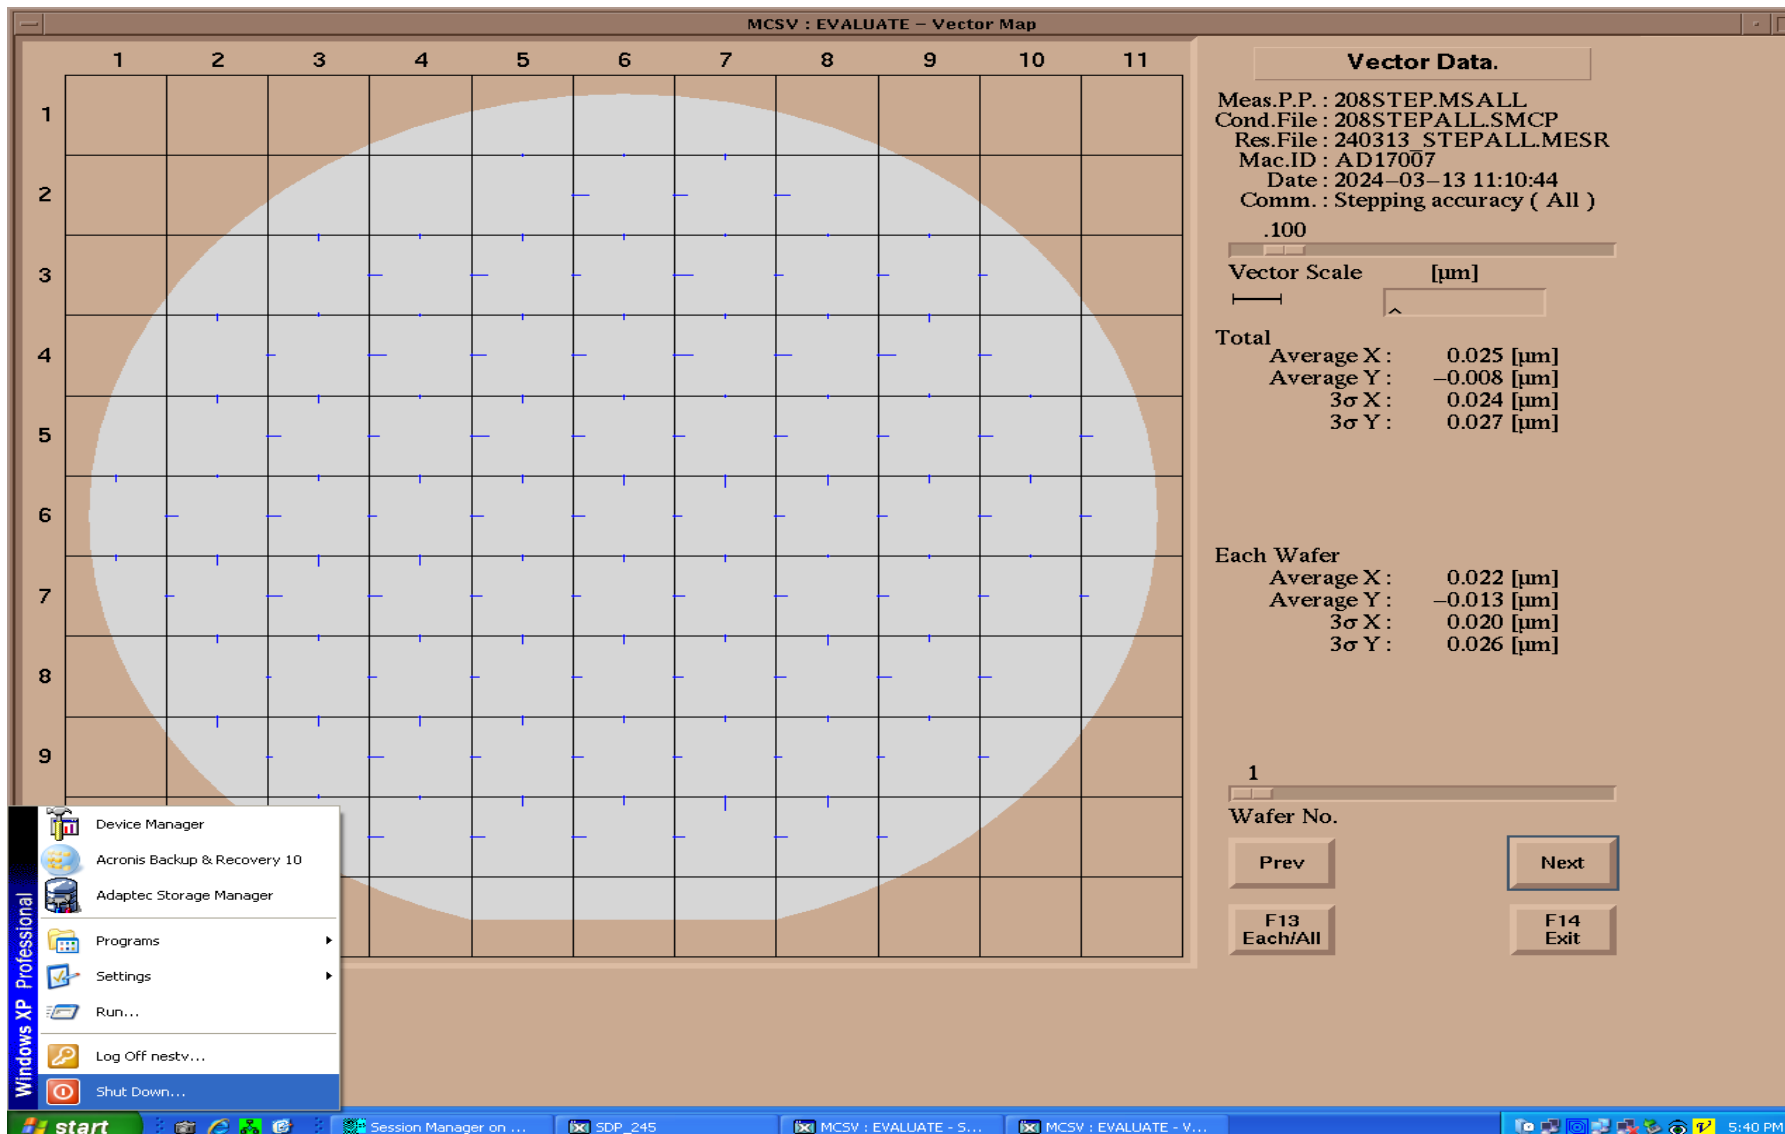 MCSV : EVALUATE – Vector Map
1 2 3 4 5 6 7 8 9 10 11
1
2
3
4
5
6
7
8
9
Vector Data.
Meas.P.P. : 208STEP.MSALL
Cond.File : 208STEPALL.SMCP
Res.File : 240313_STEPALL.MESR
Mac.ID : AD17007
Date : 2024–03–13 11:10:44
Comm. : Stepping accuracy ( All )
.100
Vector Scale [µm]
Total
Average X : 0.025 [µm]
Average Y : –0.008 [µm]
3σ X : 0.024 [µm]
3σ Y : 0.027 [µm]
Each Wafer
Average X : 0.022 [µm]
Average Y : –0.013 [µm]
3σ X : 0.020 [µm]
3σ Y : 0.026 [µm]
1
Wafer No.
Prev
Next
F13
Each/All
F14
Exit
Windows XP Professional
Device Manager
Acronis Backup & Recovery 10
Adaptec Storage Manager
Programs
Settings
Run...
Log Off nestv...
Shut Down...
start
Session Manager on ...
SDP_245
MCSV : EVALUATE - S...
MCSV : EVALUATE - V...
5:40 PM